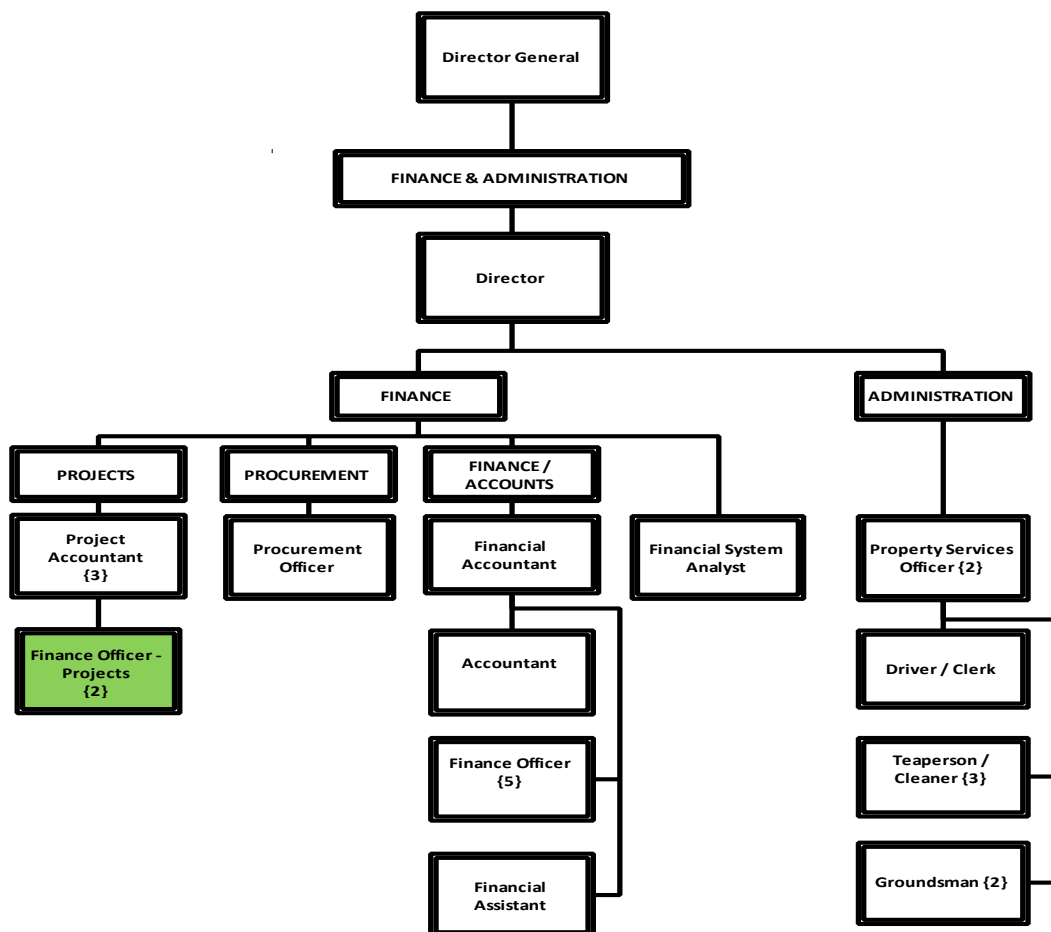 Director General
FINANCE & ADMINISTRATION
Director
FINANCE
ADMINISTRATION
PROJECTS
PROCUREMENT
FINANCE /
ACCOUNTS
Project
Accountant
{3}
Procurement
Officer
Financial
Accountant
Financial System
Analyst
Property Services
Officer {2}
Finance Officer -
Projects
{2}
Accountant
Driver / Clerk
Finance Officer
{5}
Teaperson /
Cleaner {3}
Financial
Assistant
Groundsman {2}